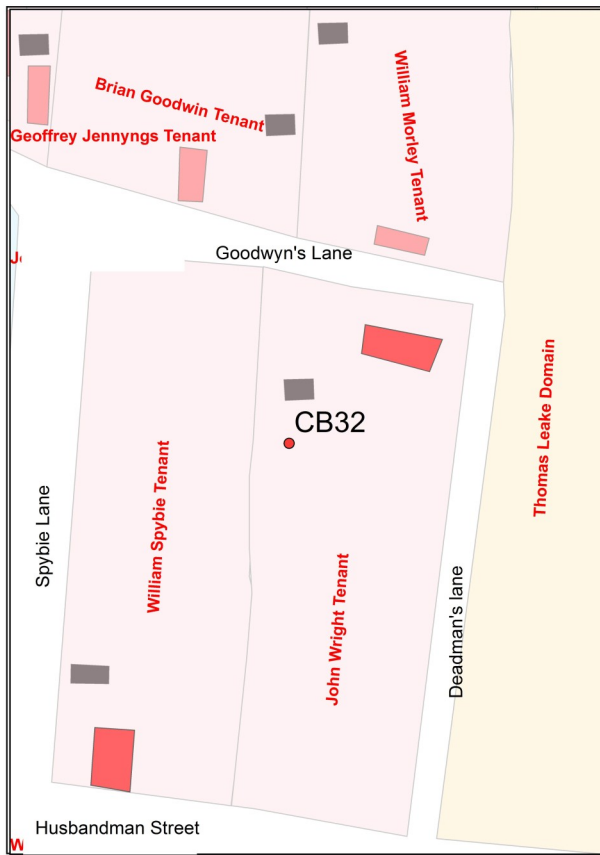 Brian Goodwin Tenant
William Morley Tenant
Geoffrey Jennyngs Tenant
Goodwyn's Lane
CB32
Thomas Leake Domain
William Spybie Tenant
Spybie Lane
John Wright Tenant
Deadman's lane
Husbandman Street
W